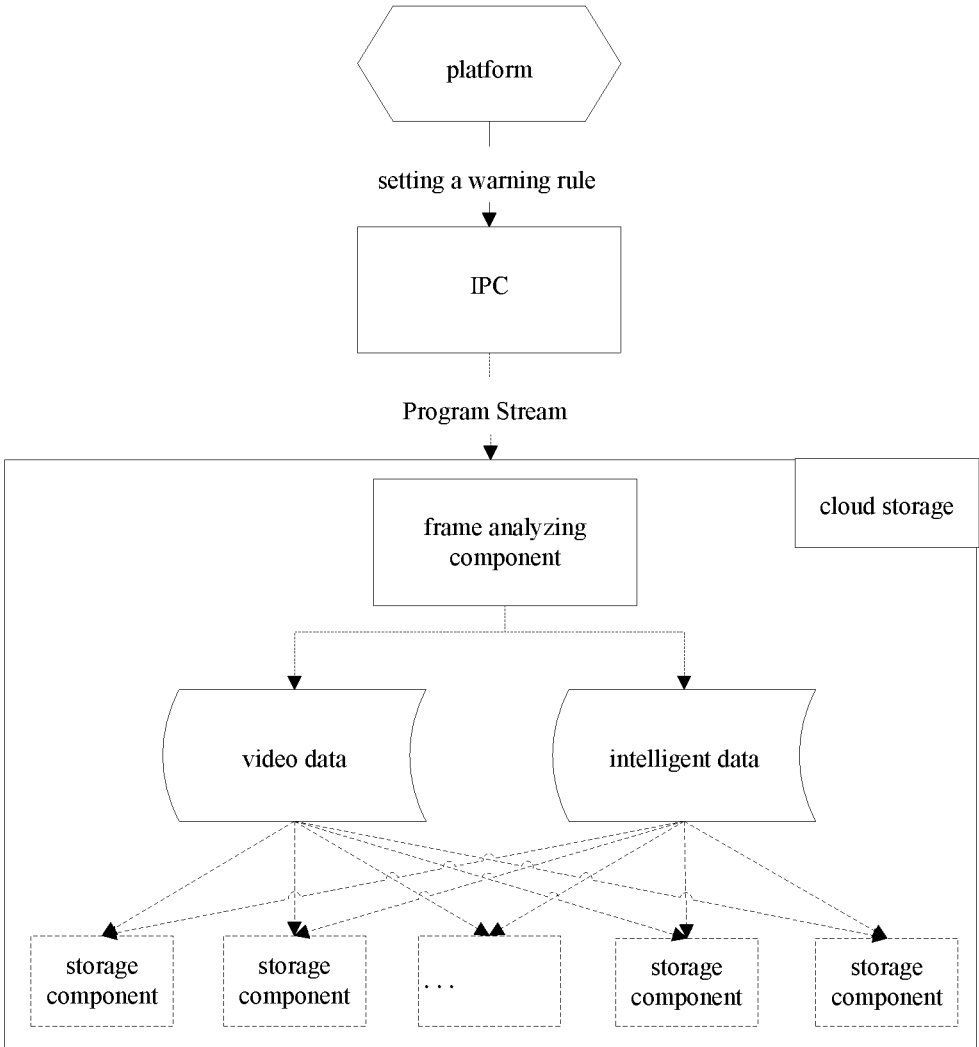 platform
setting a warning rule
IPC
Program Stream
cloud storage
frame analyzing
component
video data
intelligent data
storage
component
storage
component
...
storage
component
storage
component